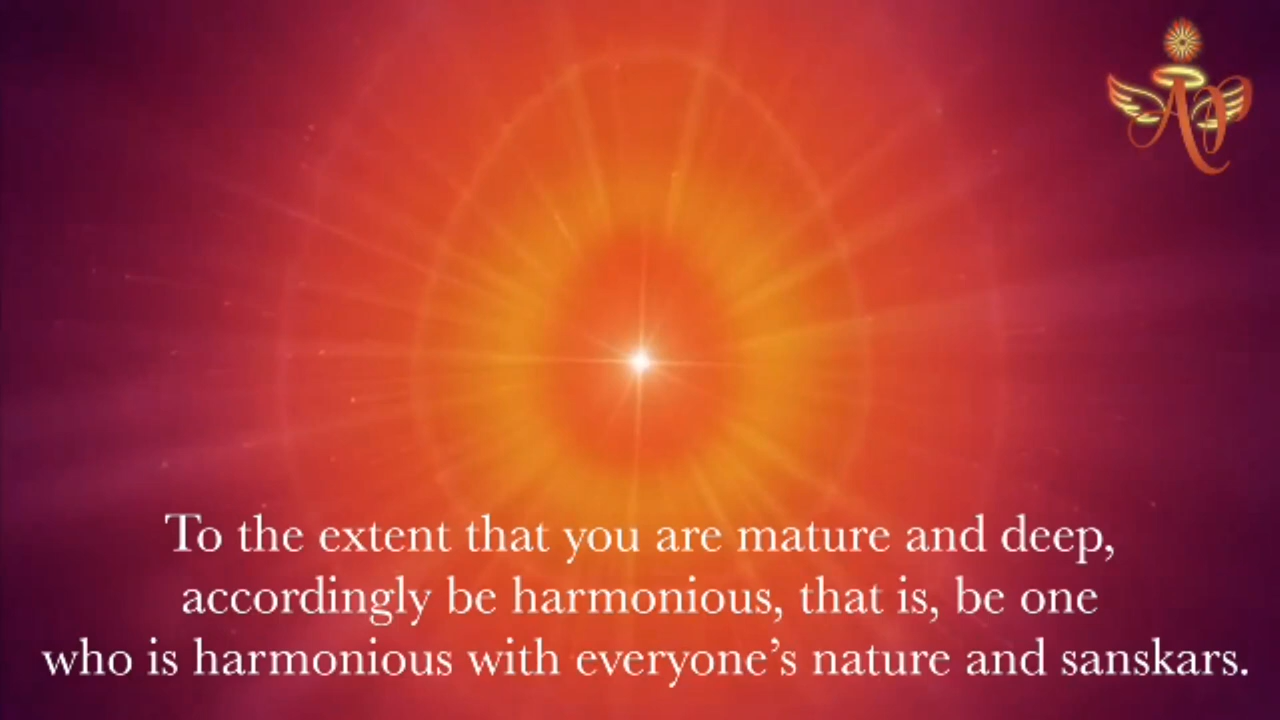 AP
To the extent that you are mature and deep,
accordingly be harmonious, that is, be one
who is harmonious with everyone’s nature and sanskars.